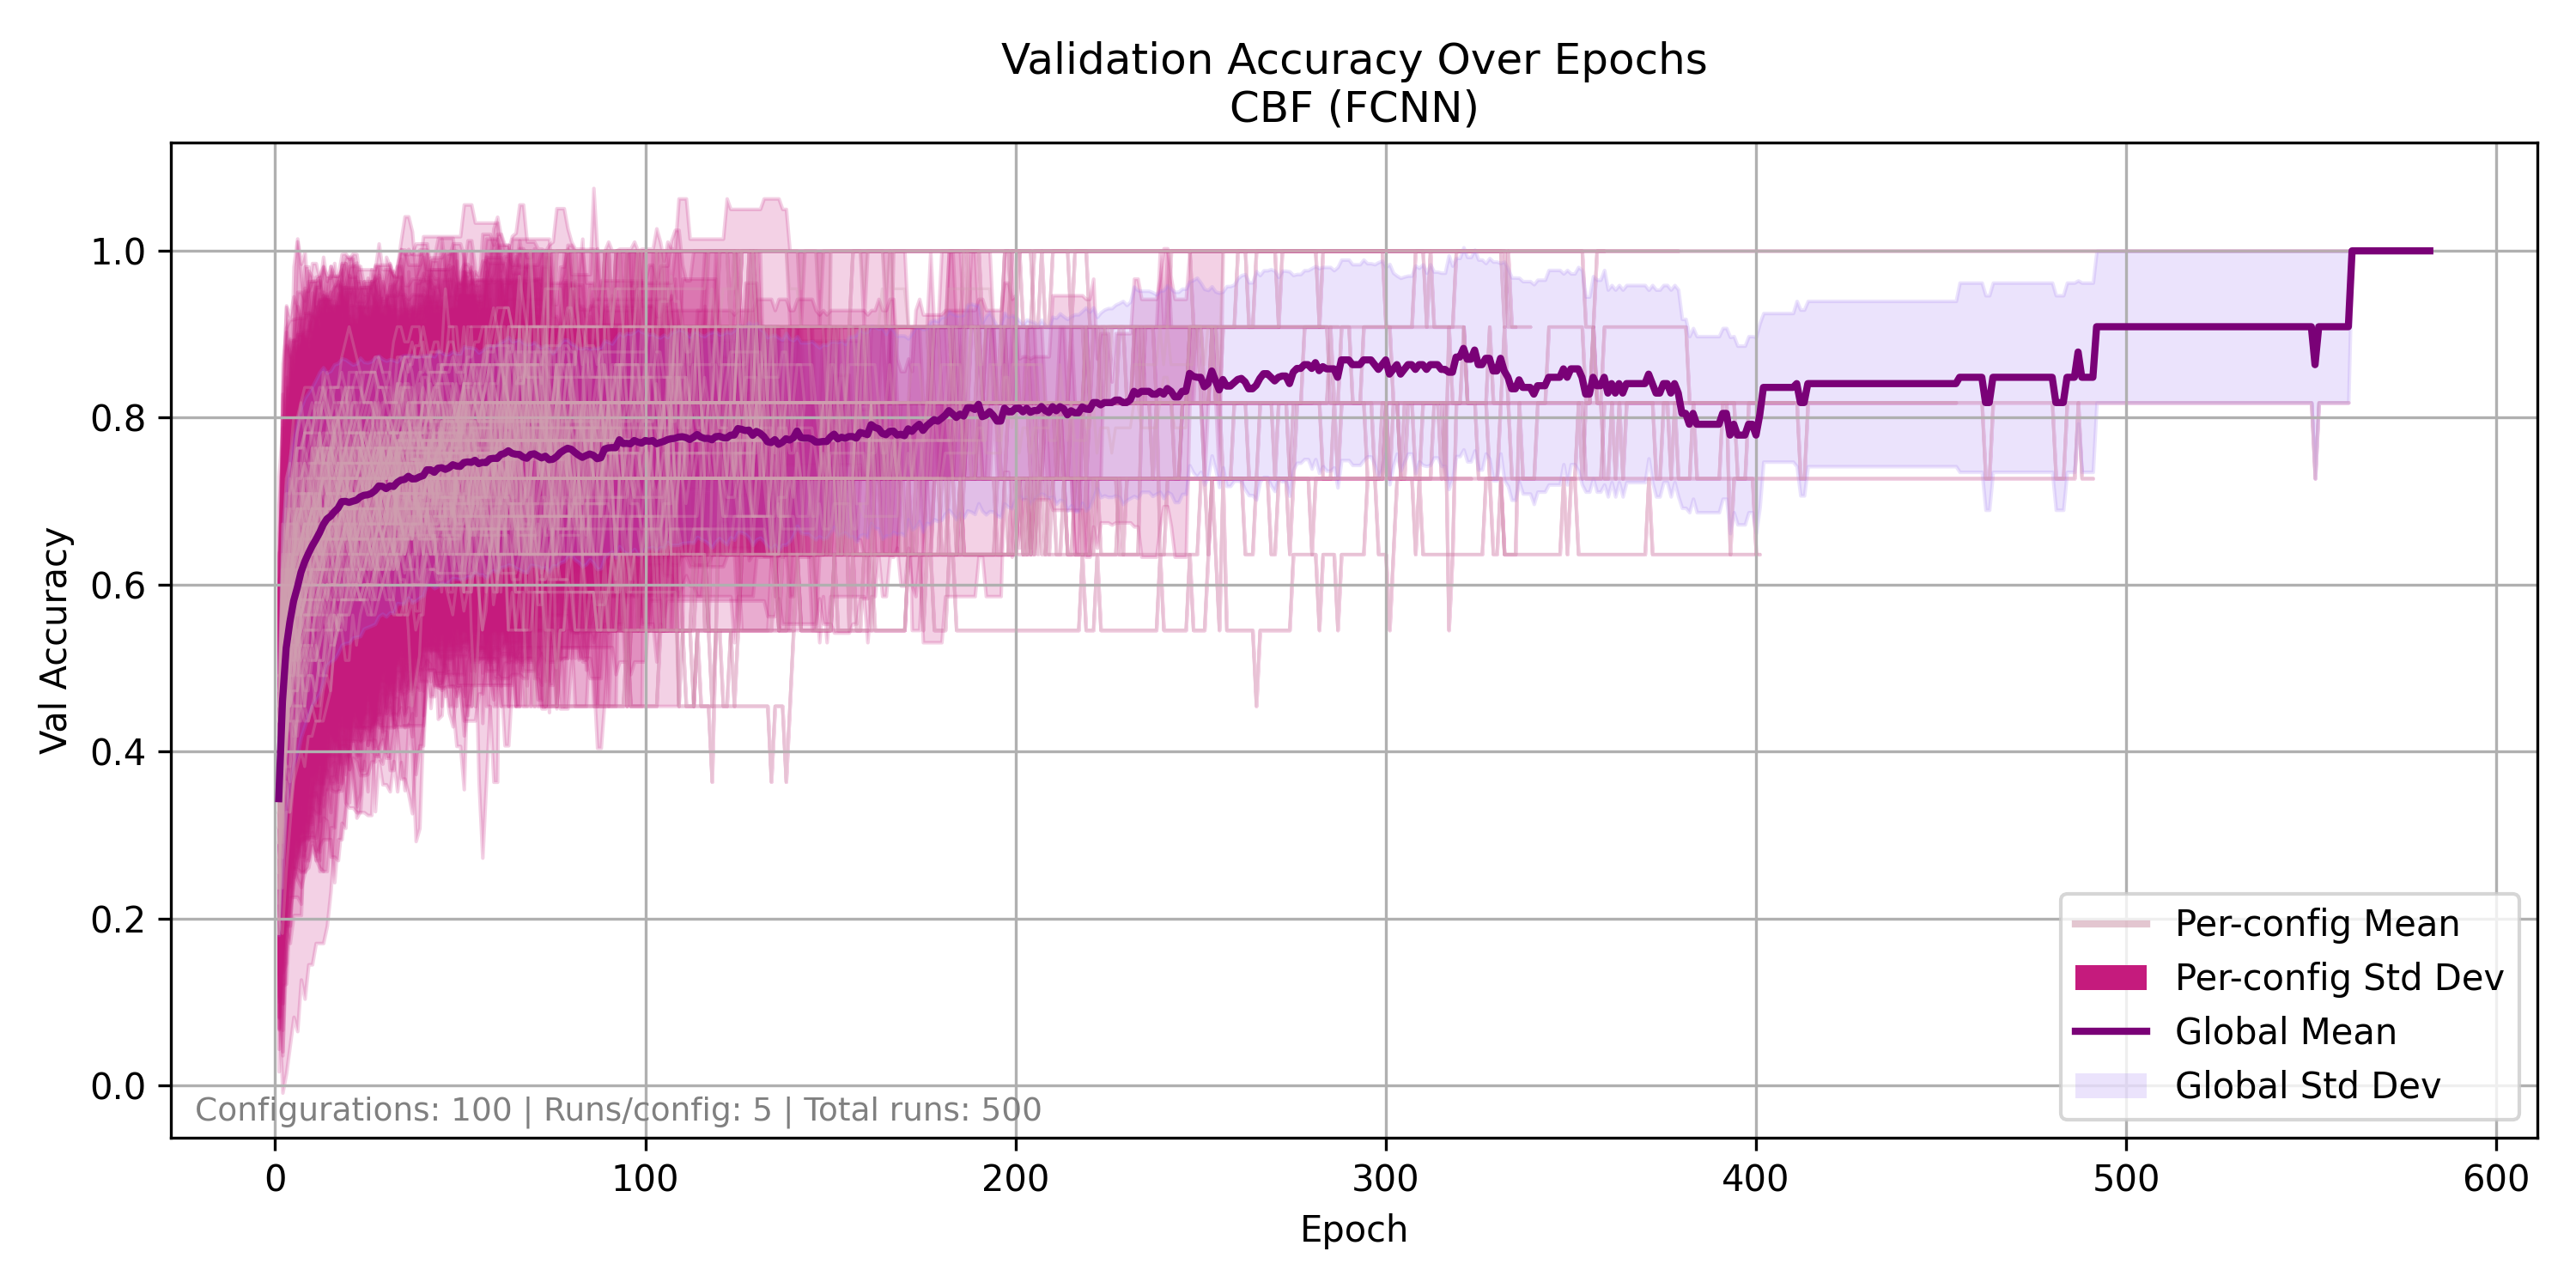 Validation Accuracy Over Epochs
CBF (FCNN)
Val Accuracy
1.0
0.8
0.6
0.4
0.2
0.0
Configurations: 100 | Runs/config: 5 | Total runs: 500
Per-config Mean
Per-config Std Dev
Global Mean
Global Std Dev
0 100 200 300 400 500 600
Epoch